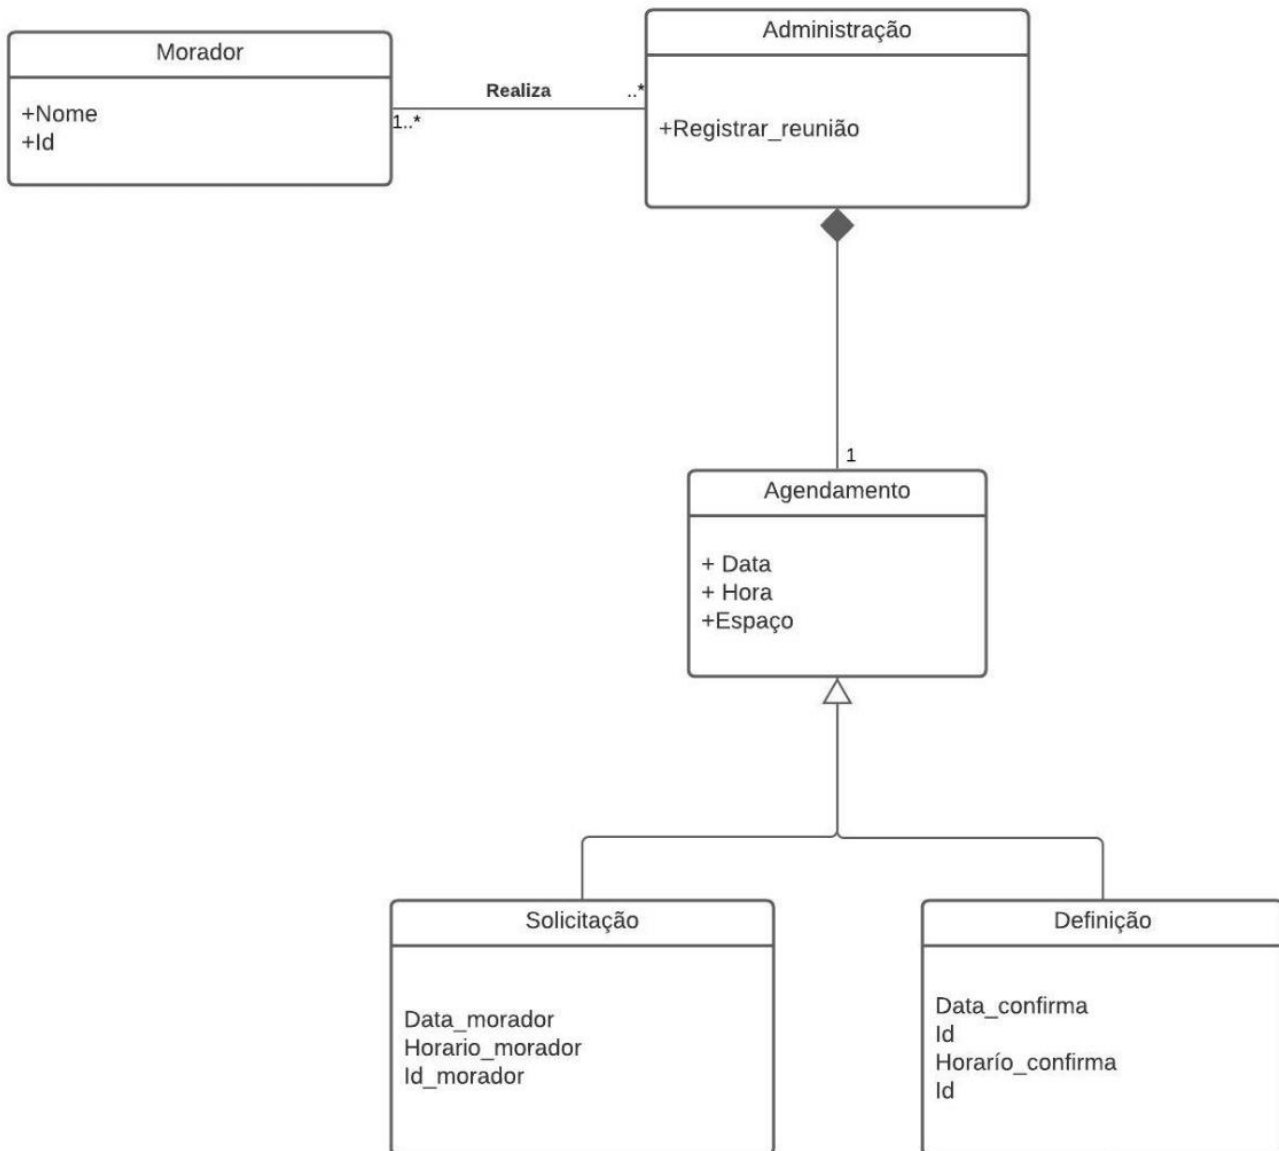 Morador
+Nome
+Id
Realiza
1..*
..*
Administração
+Registrar_reunião
1
Agendamento
+ Data
+ Hora
+Espaço
Solicitação
Data_morador
Horario_morador
Id_morador
Definição
Data_confirma
Id
Horarío_confirma
Id